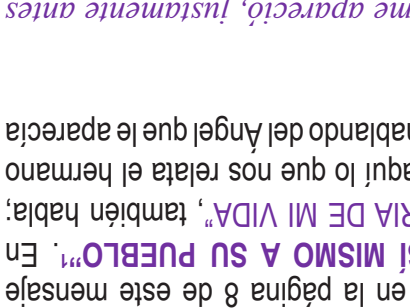 en la página 8 de este mensaje
SÍ MISMO A SU PUEBLO”¹. En
RIA DE MI VIDA”, también habla;
aquí lo que nos relata el hermano
hablando del Ángel que le aparecía
me apareció, justamente antes